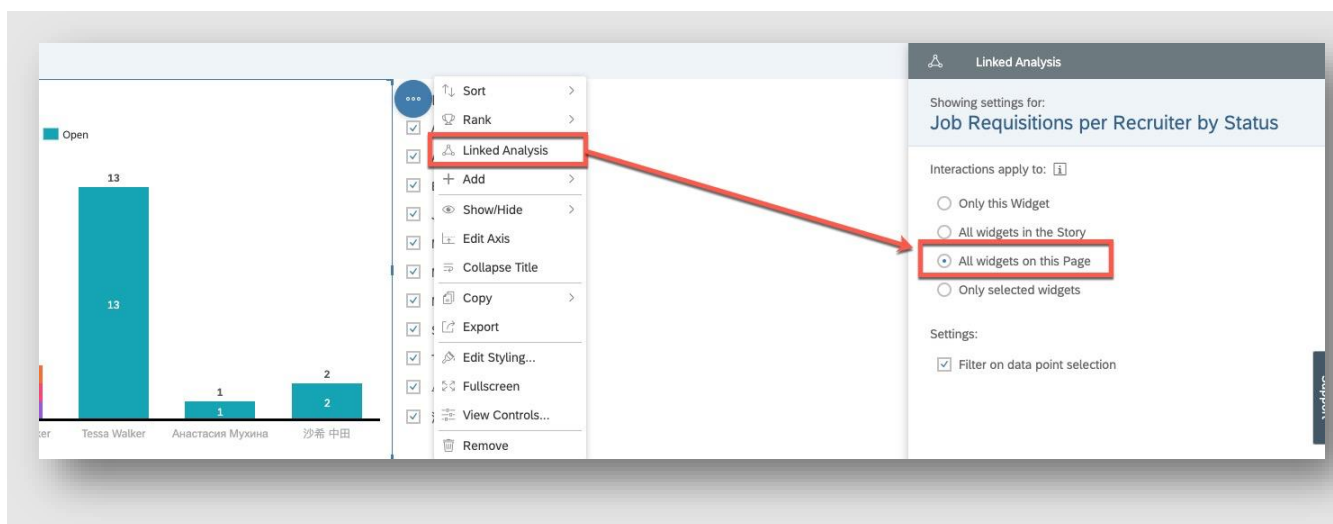 Open
13
13
1
1
2
2
Tessa Walker
Анастасия Мухина
沙希 中田
Sort
Rank
Linked Analysis
Add
Show/Hide
Edit Axis
Collapse Title
Copy
Export
Edit Styling...
Fullscreen
View Controls...
Remove
Linked Analysis
Showing settings for:
Job Requisitions per Recruiter by Status
Interactions apply to:
Only this Widget
All widgets in the Story
All widgets on this Page
Only selected widgets
Settings:
Filter on data point selection
Support